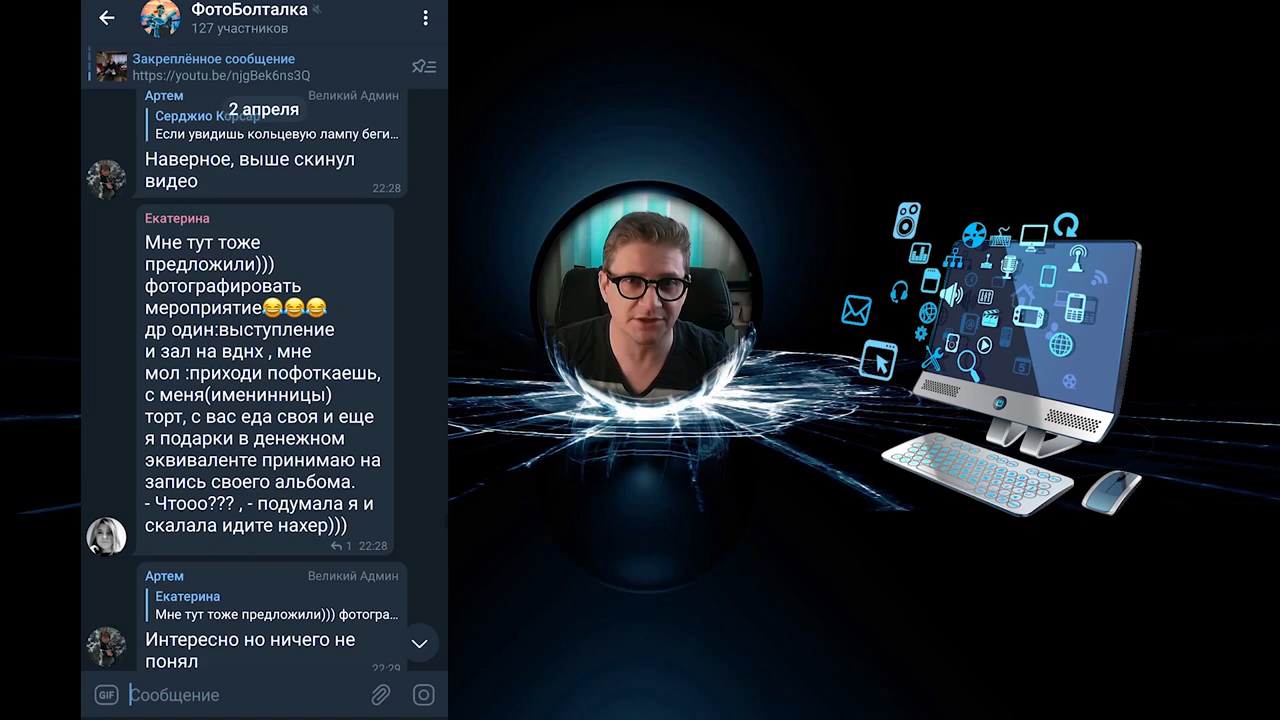 ФотоБолталка
127 участников
Закреплённое сообщение
https://youtu.be/njgBek6ns3Q
Артем Великий Админ
2 апреля
Серджио Корсар
Если увидишь кольцевую лампу беги...
Наверное, выше скинул
видео
22:28
Екатерина
Мне тут тоже
предложили)))
фотографировать
мероприятие😂😂😂
др один:выступление
и зал на вднх , мне
мол :приходи пофоткаешь,
с меня(именинницы)
торт, с вас еда своя и еще
я подарки в денежном
эквиваленте принимаю на
запись своего альбома.
- Чтооо??? , - подумала я и
скалала идите нахер)))
1 22:28
Артем Великий Админ
Екатерина
Мне тут тоже предложили))) фотогра...
Интересно но ничего не
понял
22:29
GIF Сообщение